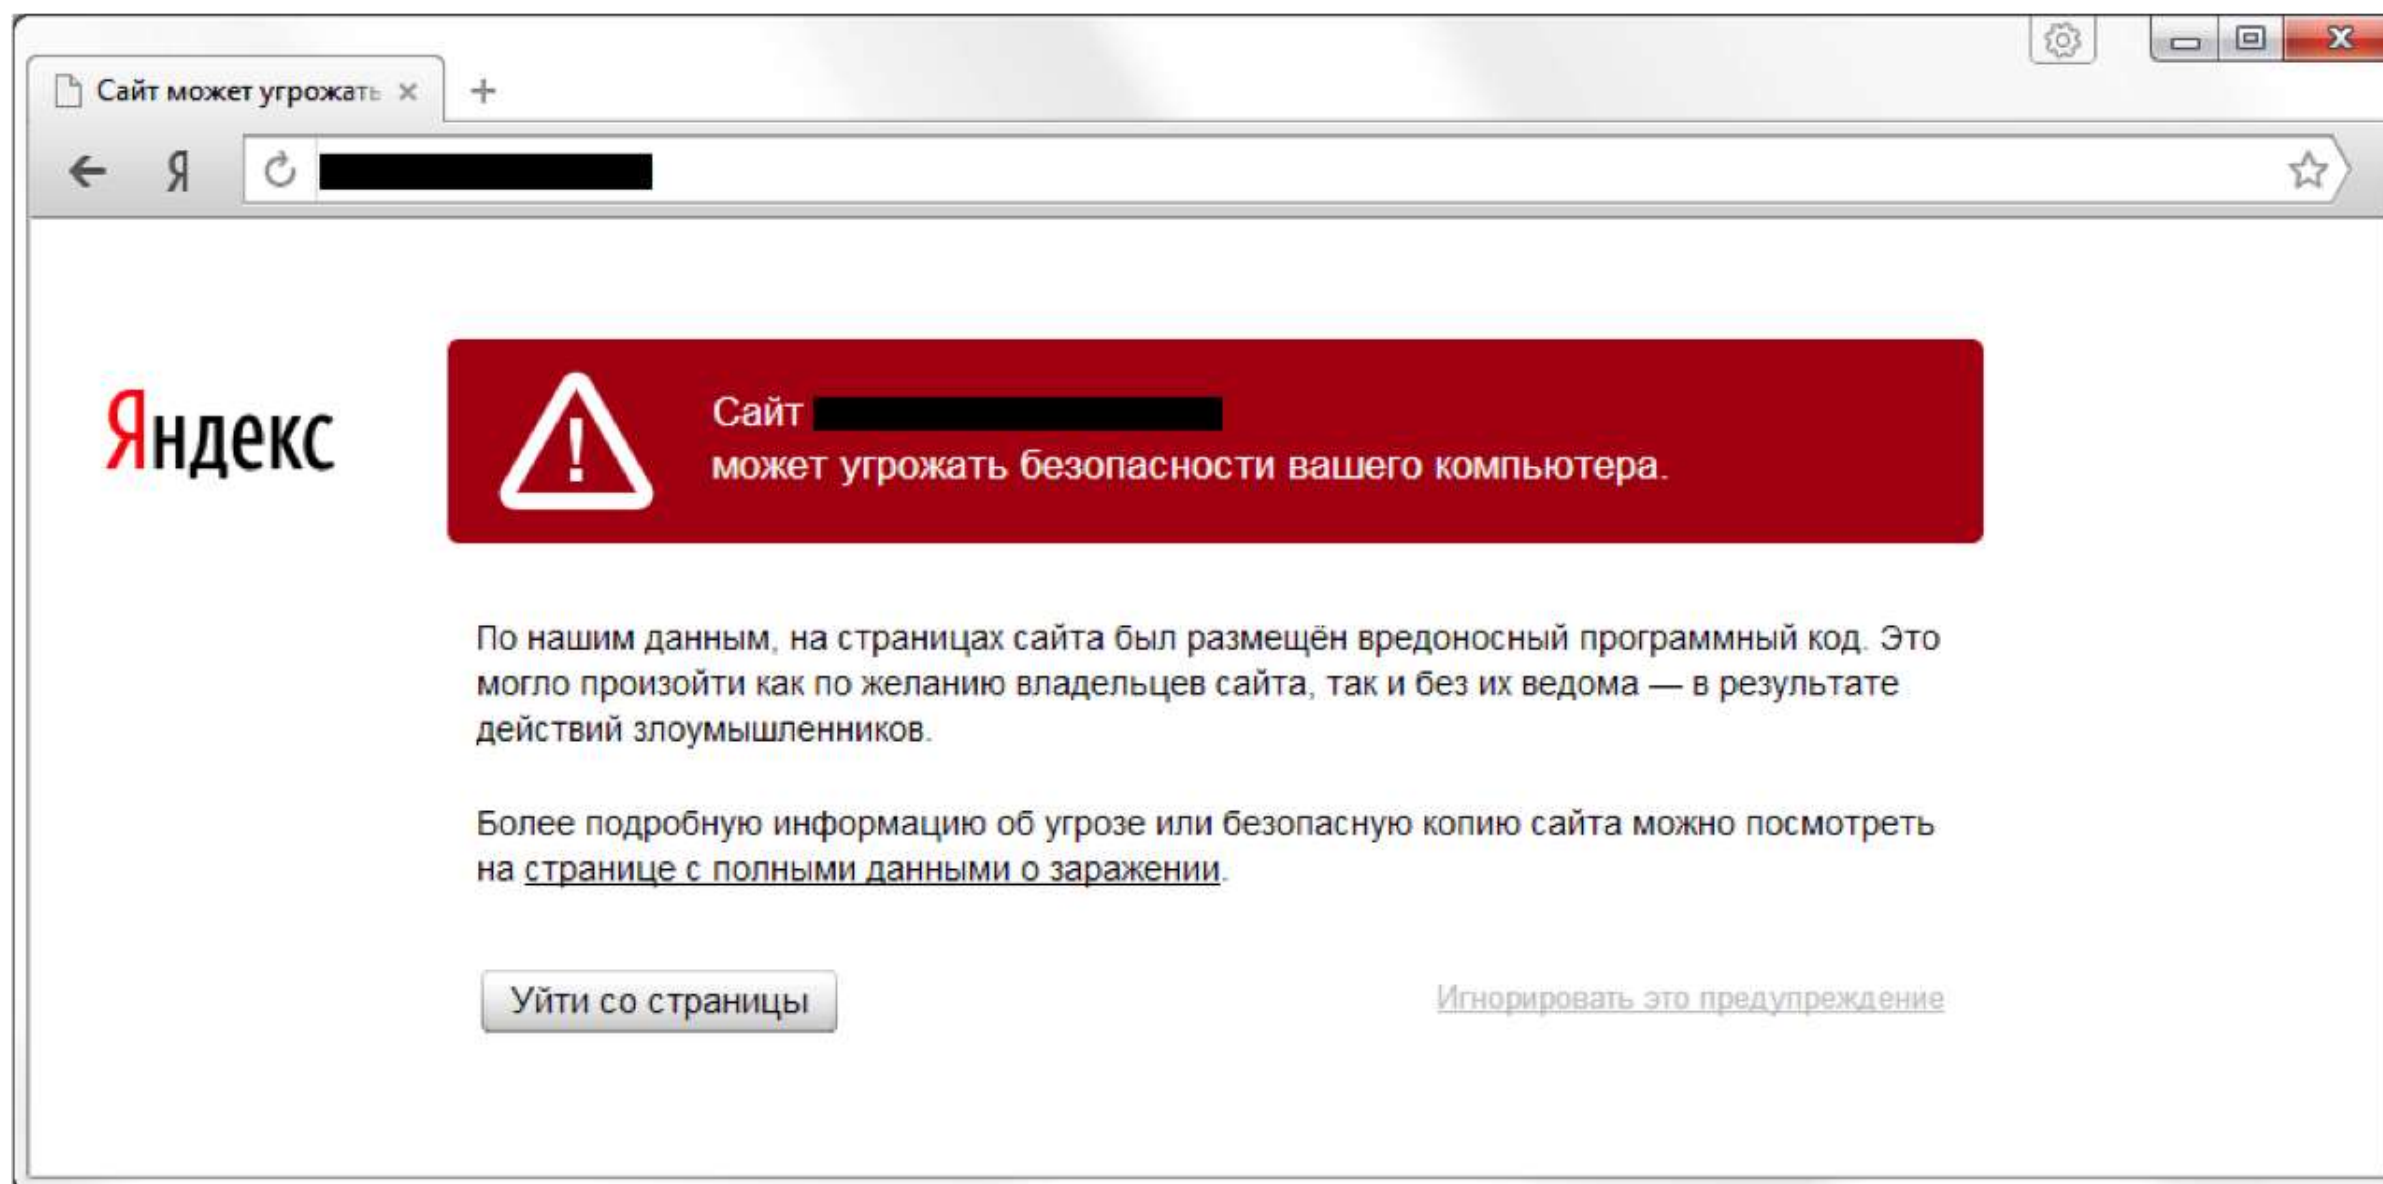 Сайт может угрожать
Я
Яндекс
Сайт
может угрожать безопасности вашего компьютера.
По нашим данным, на страницах сайта был размещён вредоносный программный код. Это
могло произойти как по желанию владельцев сайта, так и без их ведома — в результате
действий злоумышленников.
Более подробную информацию об угрозе или безопасную копию сайта можно посмотреть
на странице с полными данными о заражении.
Уйти со страницы
Игнорировать это предупреждение